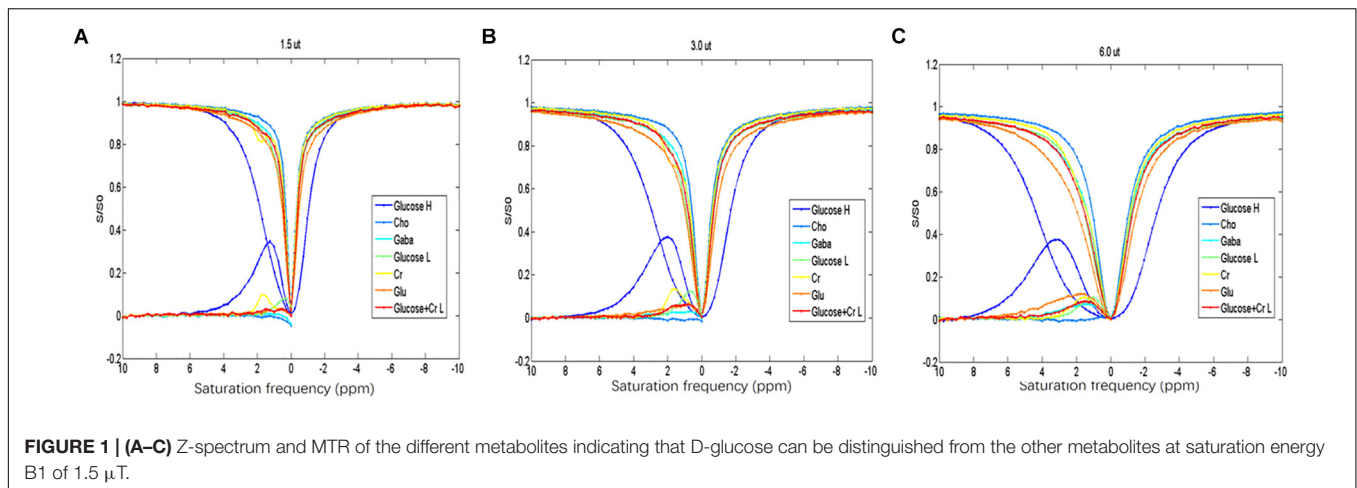 A
1.5 ut
1.2
1
0.8
0.6
0.4
0.2
0
-0.2
S/S0
10 8 6 4 2 0 -2 -4 -6 -8 -10
Saturation frequency (ppm)
Glucose H
Cho
Gaba
Glucose L
Cr
Glu
Glucose+Cr L
B
3.0 ut
1.2
1
0.8
0.6
0.4
0.2
0
-0.2
S/S0
10 8 6 4 2 0 -2 -4 -6 -8 -10
Saturation frequency (ppm)
Glucose H
Cho
Gaba
Glucose L
Cr
Glu
Glucose+Cr L
C
6.0 ut
1.2
1
0.8
0.6
0.4
0.2
0
-0.2
S/S0
10 8 6 4 2 0 -2 -4 -6 -8 -10
Saturation frequency (ppm)
Glucose H
Cho
Gaba
Glucose L
Cr
Glu
Glucose+Cr L
FIGURE 1 | (A–C) Z-spectrum and MTR of the different metabolites indicating that D-glucose can be distinguished from the other metabolites at saturation energy
B1 of 1.5 μT.